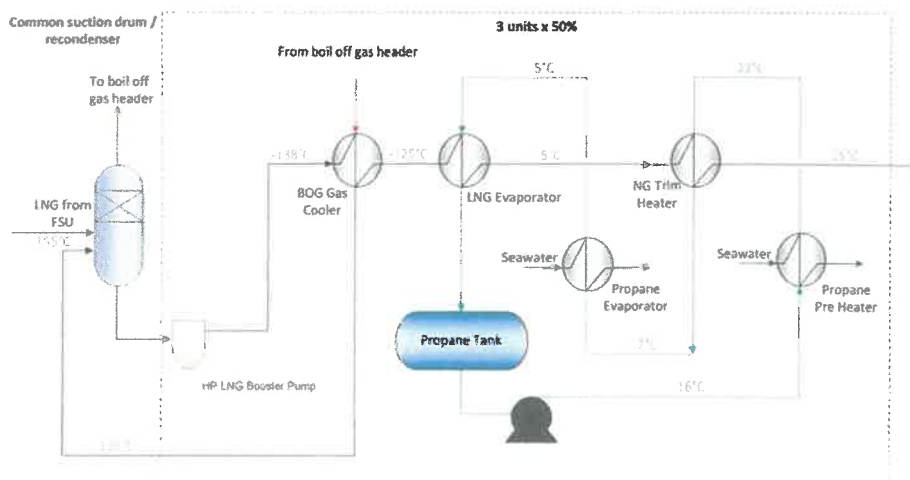 Common suction drum /
recondenser
3 units x 50%
From boil off gas header
To boil off
gas header
5°C
22°C
-138°C
-125°C
5°C
BOG Gas
Cooler
LNG Evaporator
NG Trim
Heater
LNG from
FSU
Seawater
Propane
Evaporator
Seawater
Propane
Pre Heater
Propane Tank
HP LNG Booster Pump